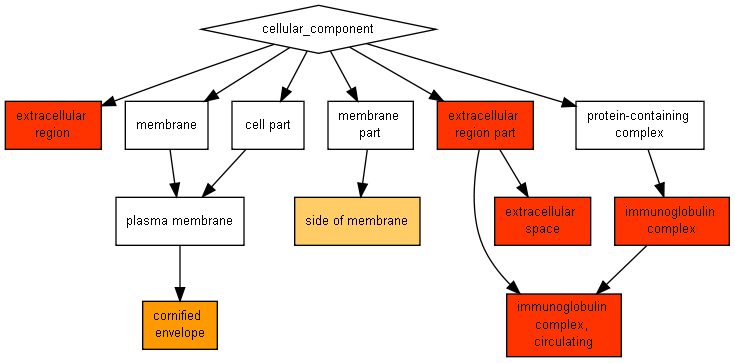 cellular_component
extracellular
region
membrane
cell part
membrane
part
extracellular
region part
protein-containing
complex
plasma membrane
side of membrane
extracellular
space
immunoglobulin
complex
cornified
envelope
immunoglobulin
complex,
circulating